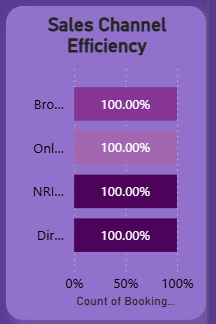 Sales Channel
Efficiency
Bro... 100.00%
Onl... 100.00%
NRI... 100.00%
Dir... 100.00%
0% 50% 100%
Count of Booking...